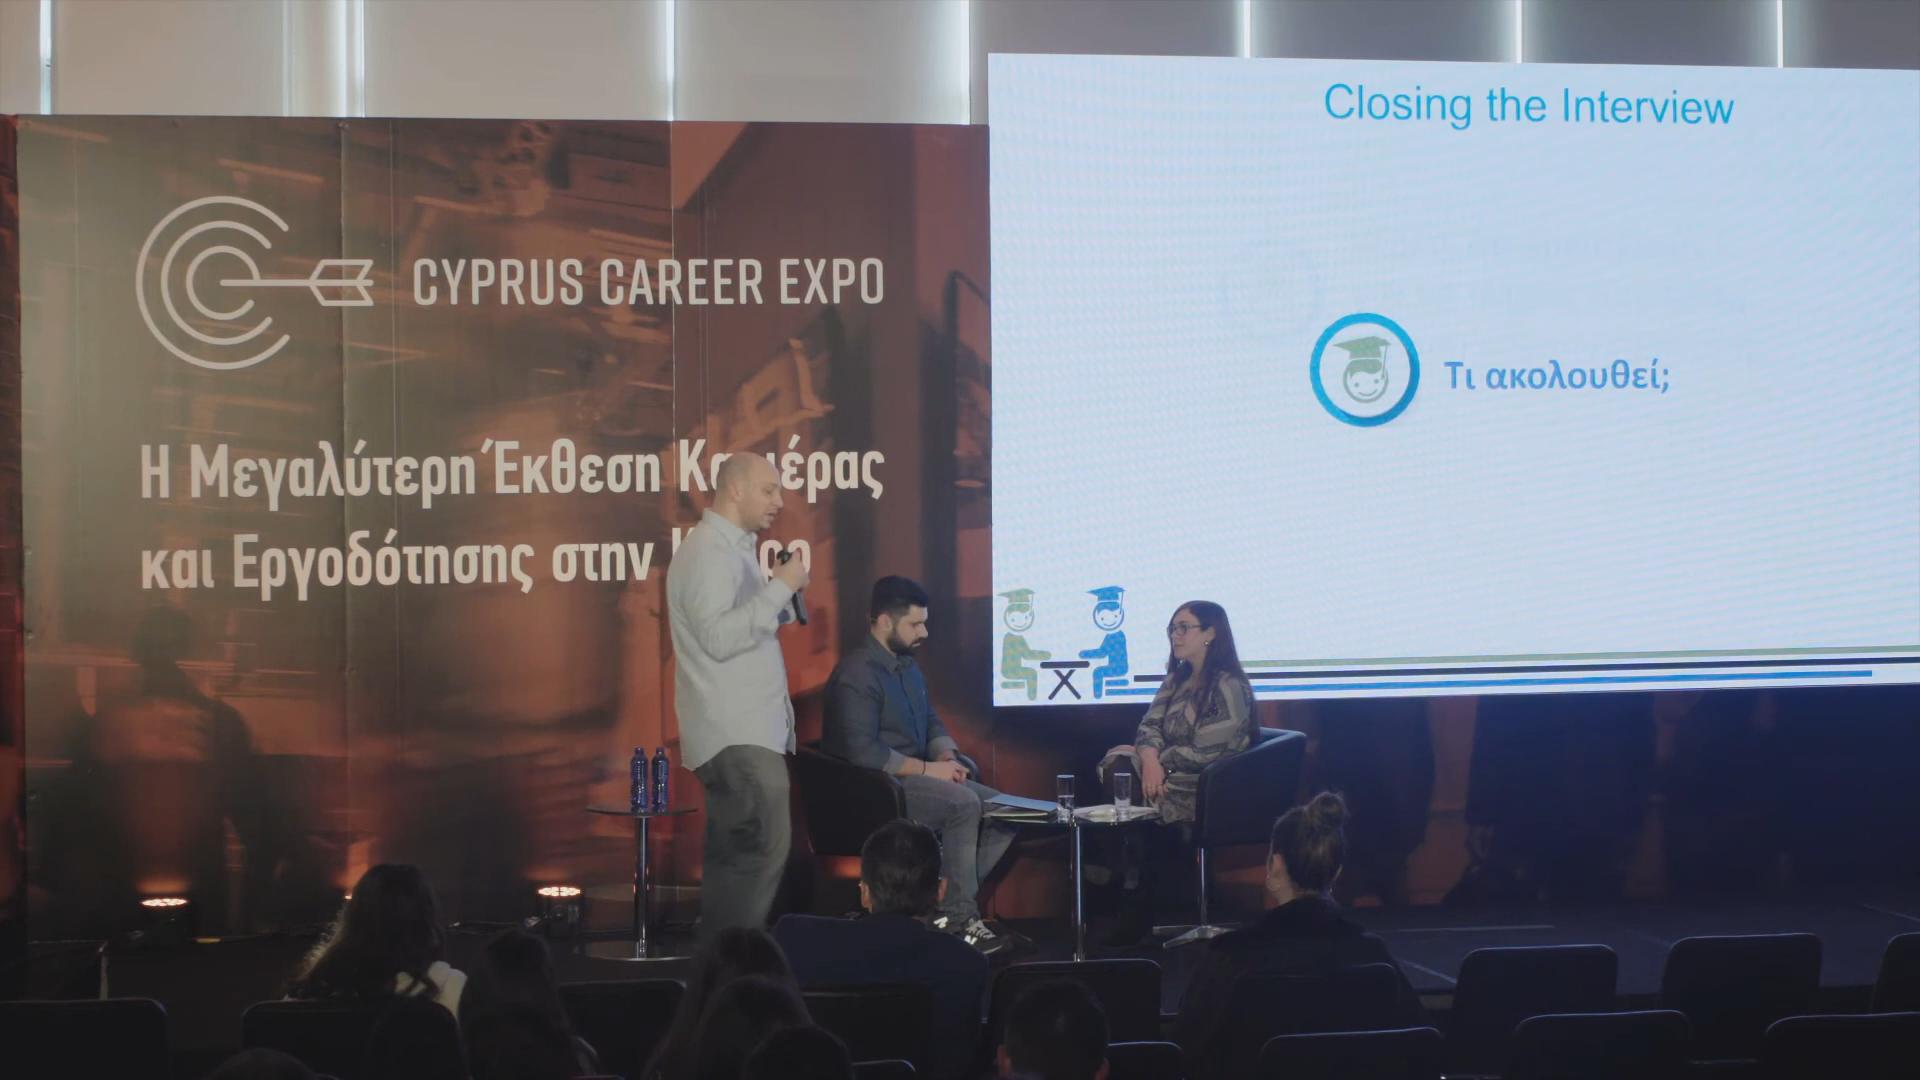 CYPRUS CAREER EXPO
Η Μεγαλύτερη Έκθεση
και Εργοδότησης στην
Closing the Interview
Τι ακολουθεί;